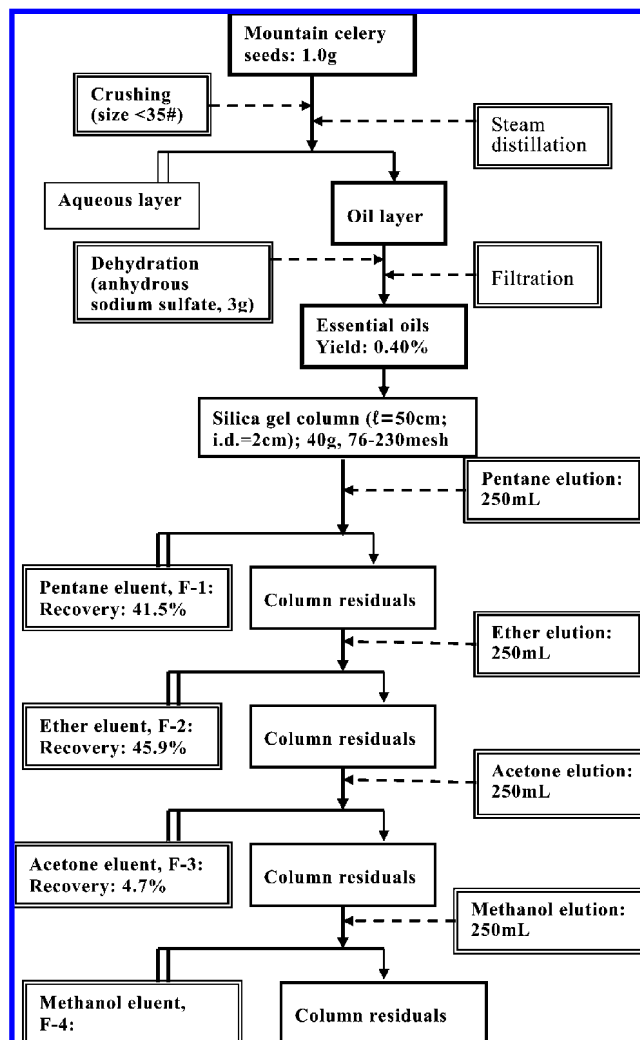 Mountain celery
seeds: 1.0g
Crushing
(size <35#)
Steam
distillation
Aqueous layer
Oil layer
Dehydration
(anhydrous
sodium sulfate, 3g)
Filtration
Essential oils
Yield: 0.40%
Silica gel column (ℓ=50cm;
i.d.=2cm); 40g, 76-230mesh
Pentane elution:
250mL
Pentane eluent, F-1:
Recovery: 41.5%
Column residuals
Ether elution:
250mL
Ether eluent, F-2:
Recovery: 45.9%
Column residuals
Acetone elution:
250mL
Acetone eluent, F-3:
Recovery: 4.7%
Column residuals
Methanol elution:
250mL
Methanol eluent,
F-4:
Column residuals